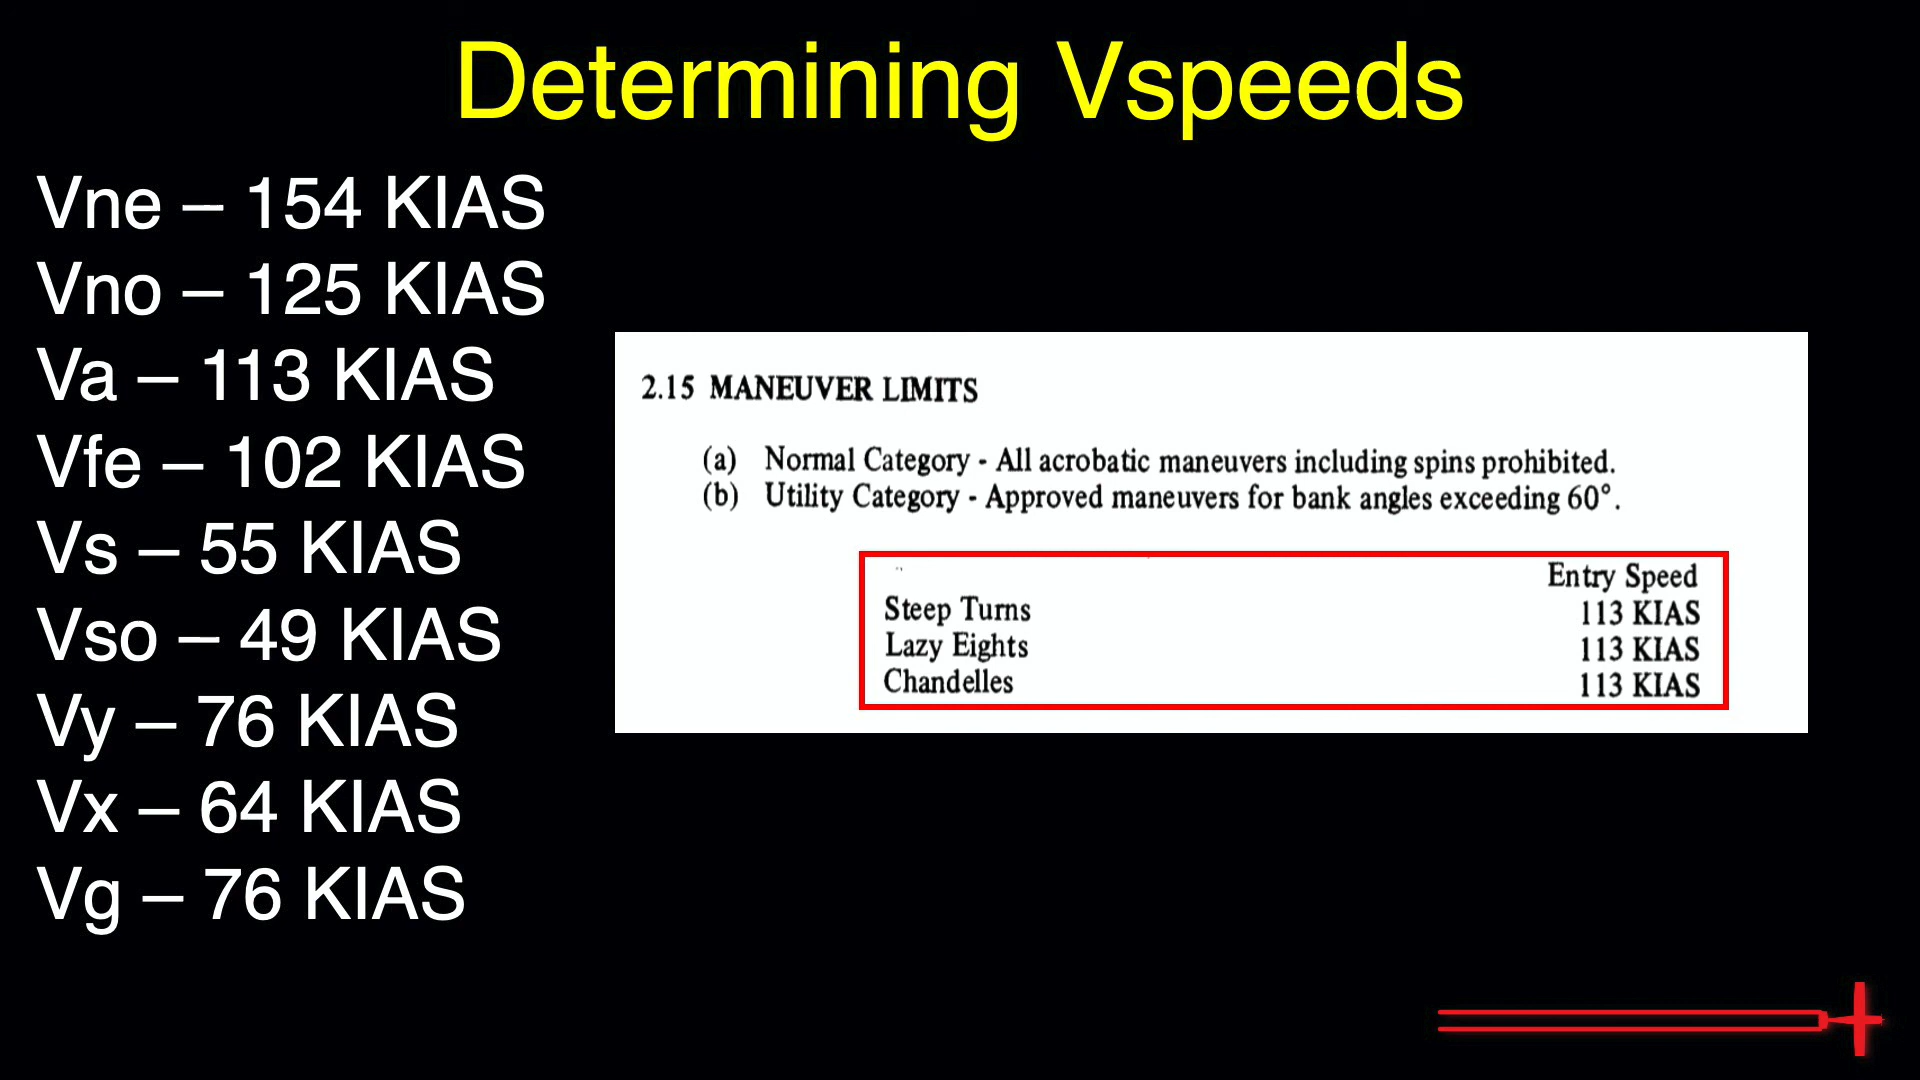 Determining Vspeeds
Vne – 154 KIAS
Vno – 125 KIAS
Va – 113 KIAS
Vfe – 102 KIAS
Vs – 55 KIAS
Vso – 49 KIAS
Vy – 76 KIAS
Vx – 64 KIAS
Vg – 76 KIAS
2.15 MANEUVER LIMITS
(a) Normal Category - All acrobatic maneuvers including spins prohibited.
(b) Utility Category - Approved maneuvers for bank angles exceeding 60°.
Entry Speed
Steep Turns 113 KIAS
Lazy Eights 113 KIAS
Chandelles 113 KIAS